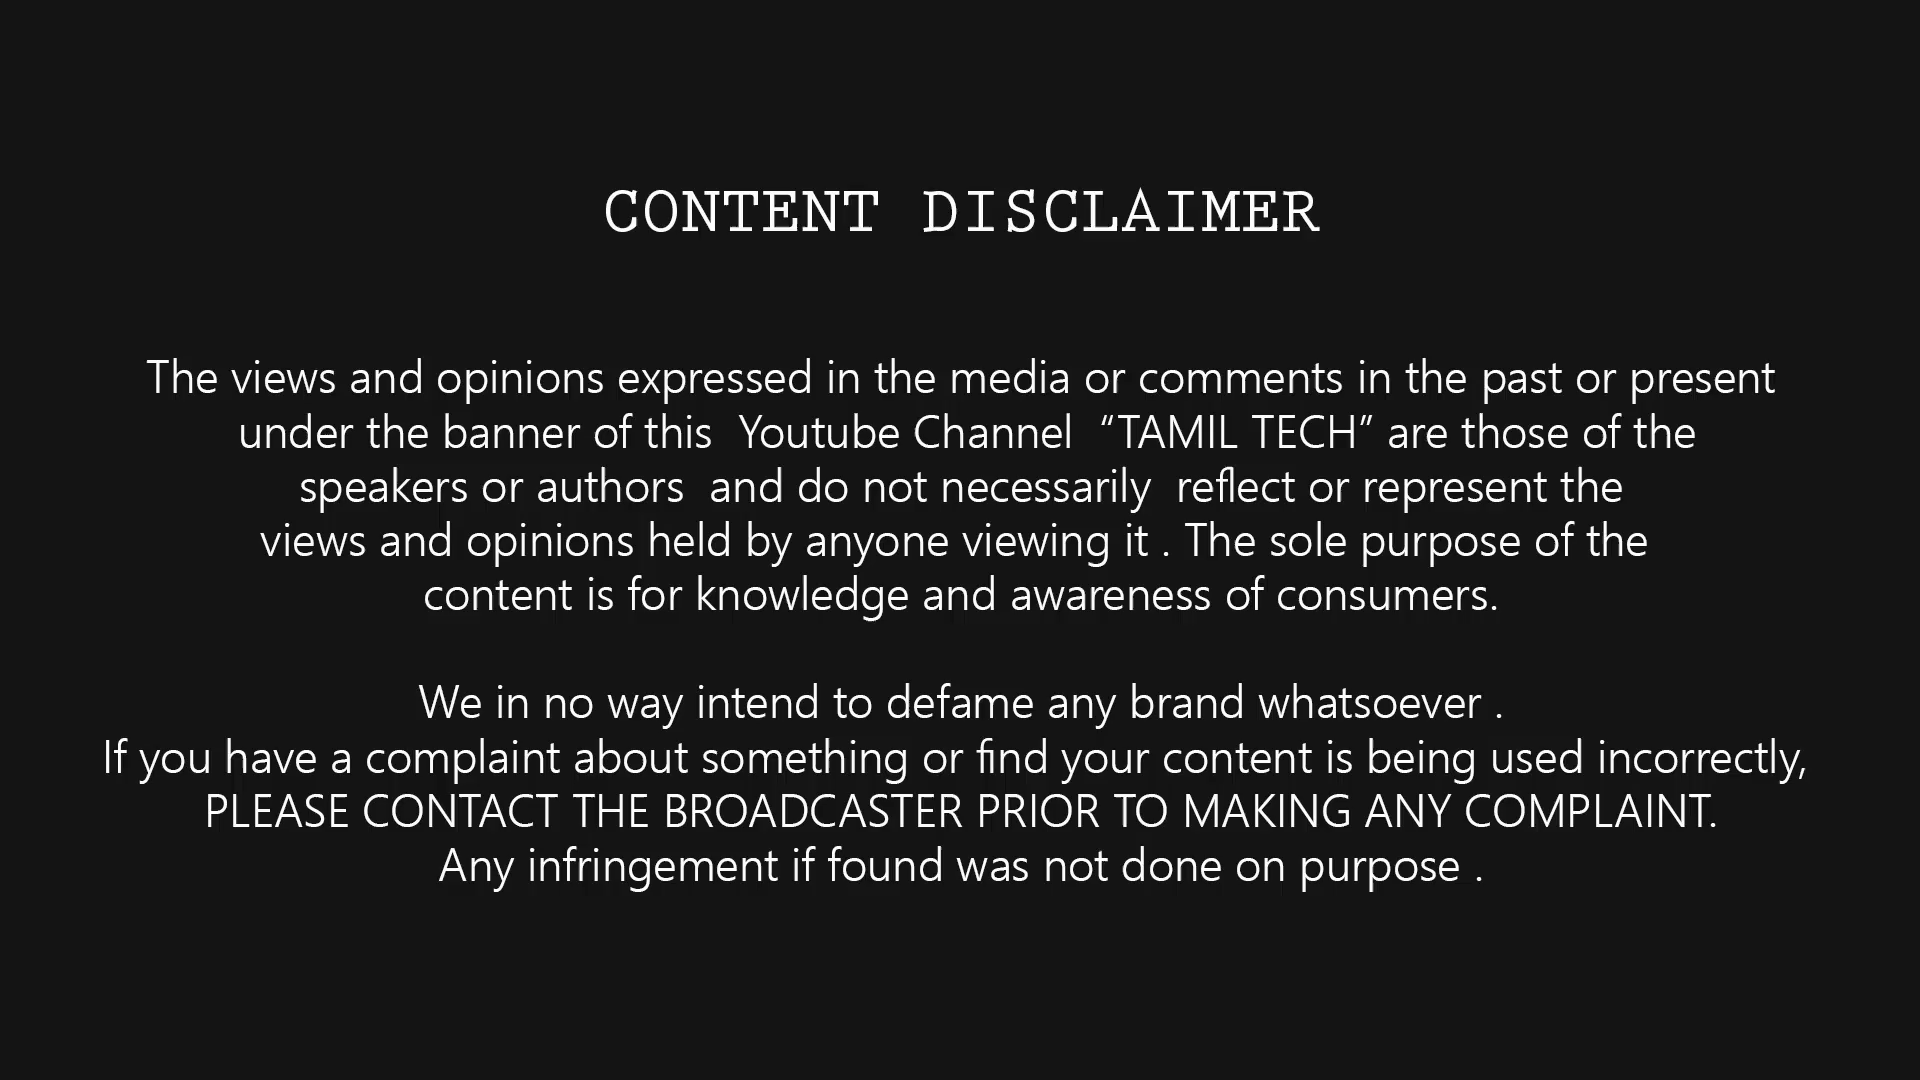 CONTENT DISCLAIMER
The views and opinions expressed in the media or comments in the past or present
under the banner of this  Youtube Channel  “TAMIL TECH” are those of the
speakers or authors  and do not necessarily  reflect or represent the
views and opinions held by anyone viewing it . The sole purpose of the
content is for knowledge and awareness of consumers.
We in no way intend to defame any brand whatsoever .
If you have a complaint about something or find your content is being used incorrectly,
PLEASE CONTACT THE BROADCASTER PRIOR TO MAKING ANY COMPLAINT.
Any infringement if found was not done on purpose .